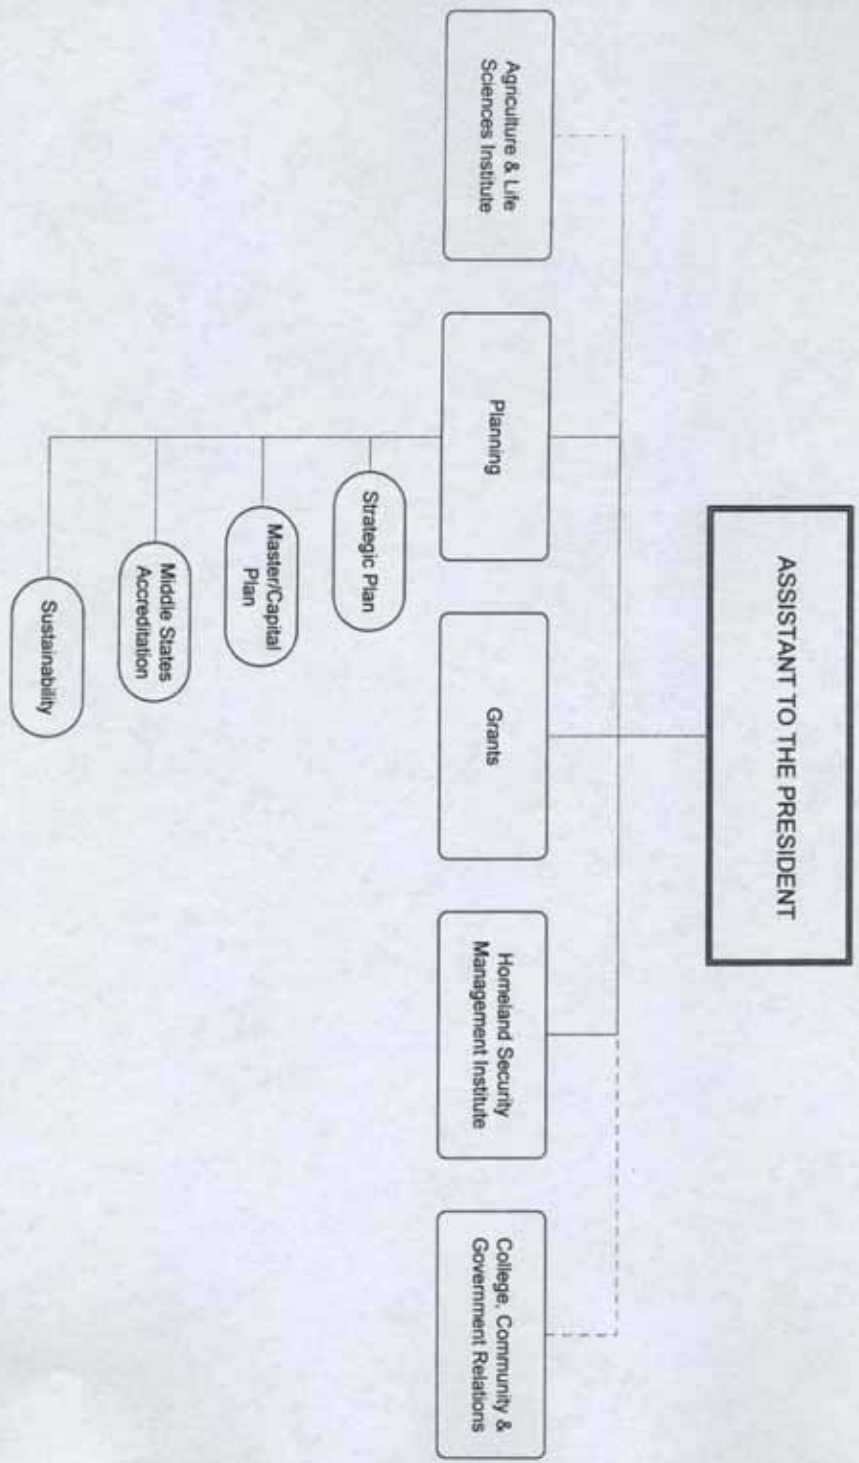 ASSISTANT TO THE PRESIDENT
Agriculture & Life
Sciences Institute
Planning
Grants
Homeland Security
Management Institute
College, Community &
Government Relations
Strategic Plan
Master/Capital
Plan
Middle States
Accreditation
Sustainability